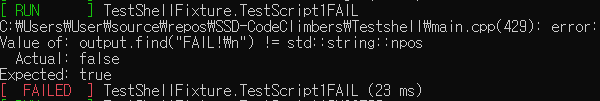 [ RUN      ] TestShellFixture.TestScript1FAIL
C:₩Users₩User₩source₩repos₩SSD-CodeClimbers₩Testshell₩main.cpp(429): error:
Value of: output.find("FAIL!₩n") != std::string::npos
  Actual: false
Expected: true
[  FAILED  ] TestShellFixture.TestScript1FAIL (23 ms)